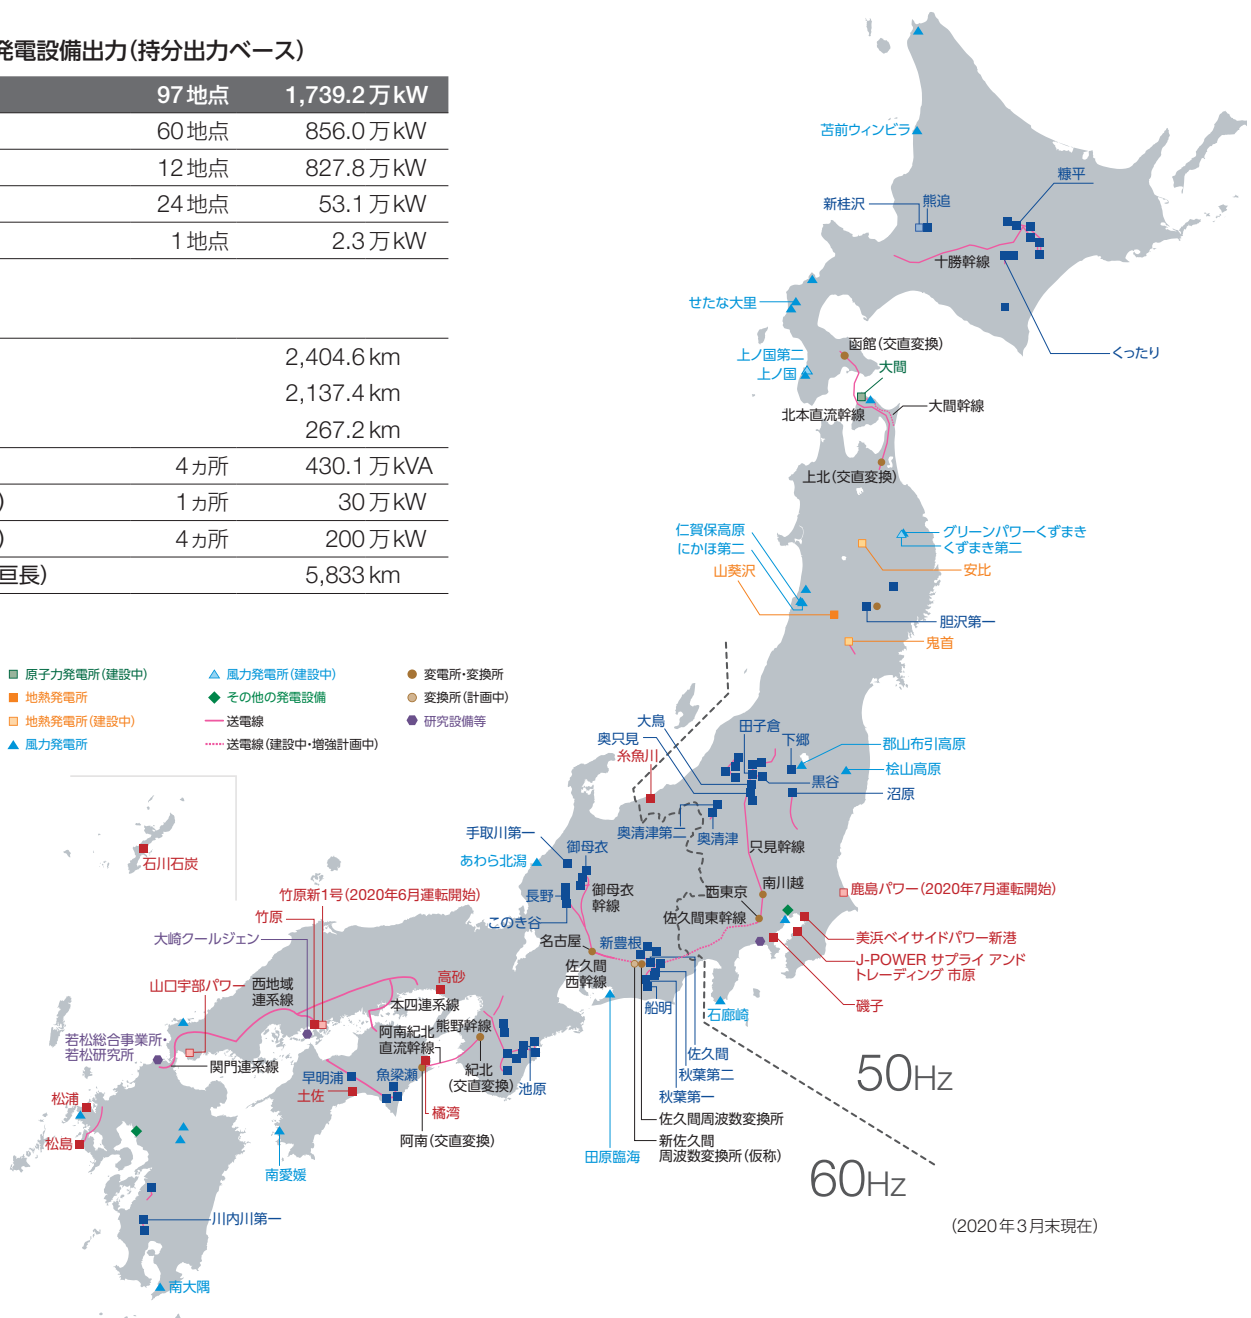 発電設備出力(持分出力ベース)
97地点 1,739.2万kW
60地点 856.0万kW
12地点 827.8万kW
24地点 53.1万kW
1地点 2.3万kW
2,404.6km
2,137.4km
267.2km
4ヵ所 430.1万kVA
) 1ヵ所 30万kW
) 4ヵ所 200万kW
亘長) 5,833km
原子力発電所(建設中)
地熱発電所
地熱発電所(建設中)
風力発電所
風力発電所(建設中)
その他の発電設備
送電線
送電線(建設中・増強計画中)
変電所・変換所
変換所(計画中)
研究設備等
苫前ウィンビラ
糠平
新桂沢
熊追
十勝幹線
せたな大里
くったり
函館(交直変換)
上ノ国第二
上ノ国
大間
北本直流幹線
大間幹線
上北(交直変換)
仁賀保高原
にかほ第二
グリーンパワーくずまき
くずまき第二
山葵沢
安比
胆沢第一
鬼首
大鳥
奥只見
糸魚川
田子倉
下郷
郡山布引高原
桧山高原
黒谷
沼原
奥清津第二
奥清津
只見幹線
手取川第一
御母衣
あわら北潟
長野
御母衣
幹線
このき谷
西東京
南川越
佐久間東幹線
鹿島パワー(2020年7月運転開始)
美浜ベイサイドパワー新港
J-POWER サプライ アンド
トレーディング 市原
磯子
石川石炭
竹原新1号(2020年6月運転開始)
竹原
大崎クールジェン
名古屋
新豊根
佐久間
西幹線
船明
石廊崎
山口宇部パワー
西地域
連系線
高砂
本四連系線
阿南紀北
直流幹線
熊野幹線
若松総合事業所・
若松研究所
関門連系線
早明浦
魚梁瀬
紀北
(交直変換)
池原
佐久間
秋葉第二
秋葉第一
土佐
橘湾
松浦
松島
阿南(交直変換)
佐久間周波数変換所
新佐久間
周波数変換所(仮称)
田原臨海
南愛媛
川内川第一
南大隅
50Hz
60Hz
(2020年3月末現在)